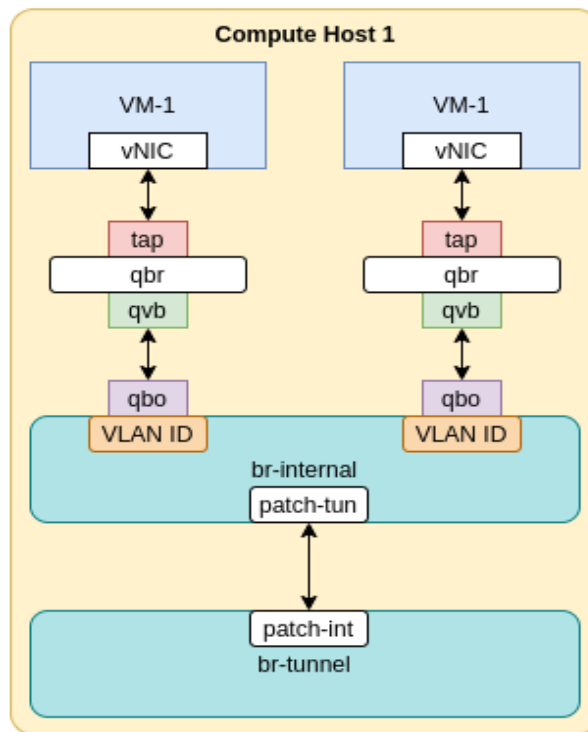 Compute Host 1
VM-1
VM-1
vNIC
vNIC
tap
tap
qbr
qbr
qvb
qvb
qbo
qbo
VLAN ID
VLAN ID
br-internal
patch-tun
patch-int
br-tunnel